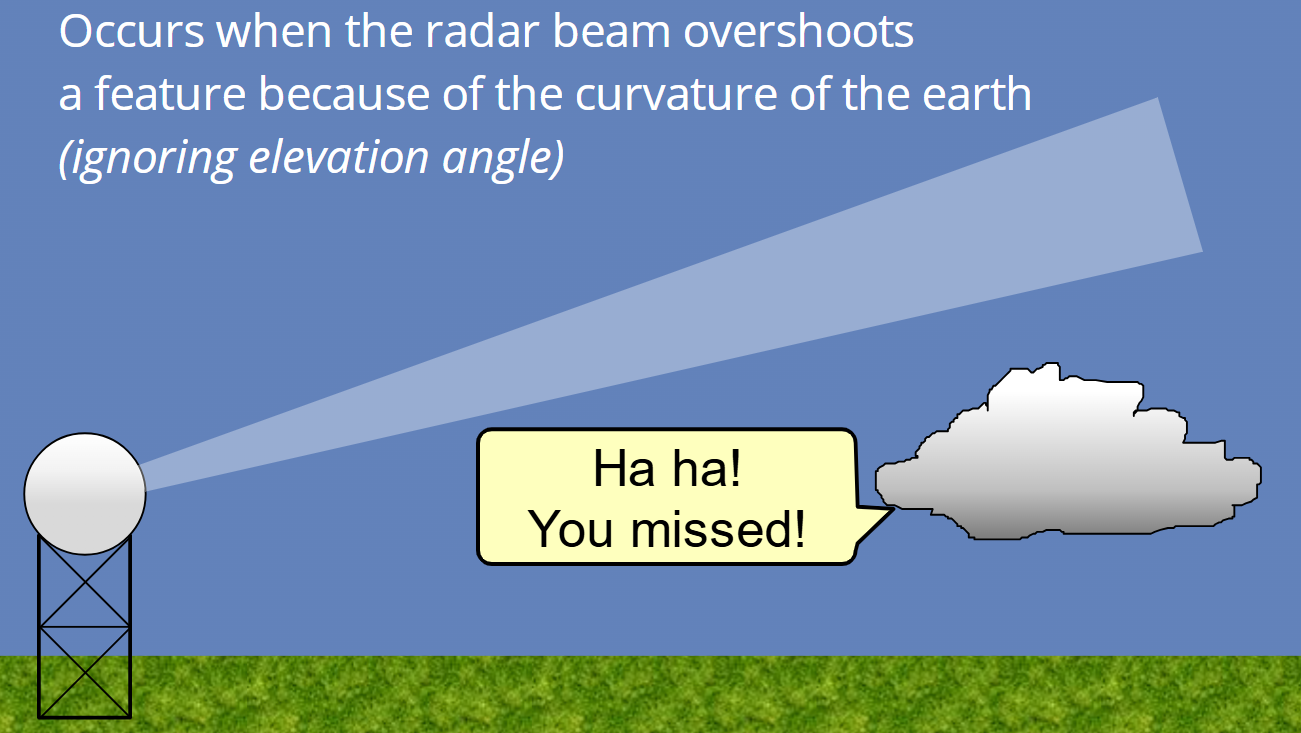 Occurs when the radar beam overshoots
a feature because of the curvature of the earth
(ignoring elevation angle)
Ha ha!
You missed!